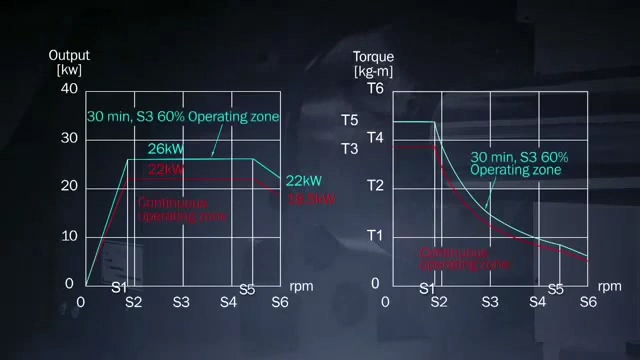 Output
[kw]
40
30
20
10
0
30 min, S3 60% Operating zone
26kW
22kW
22kW
18.5kW
Continuous
operating zone
0
S1
S2
S3
S4
S5
S6
rpm
Torque
[kg-m]
T6
T5
T4
T3
T2
T1
0
30 min, S3 60%
Operating zone
Continuous
operating zone
0
S1
S2
S3
S4
S5
S6
rpm